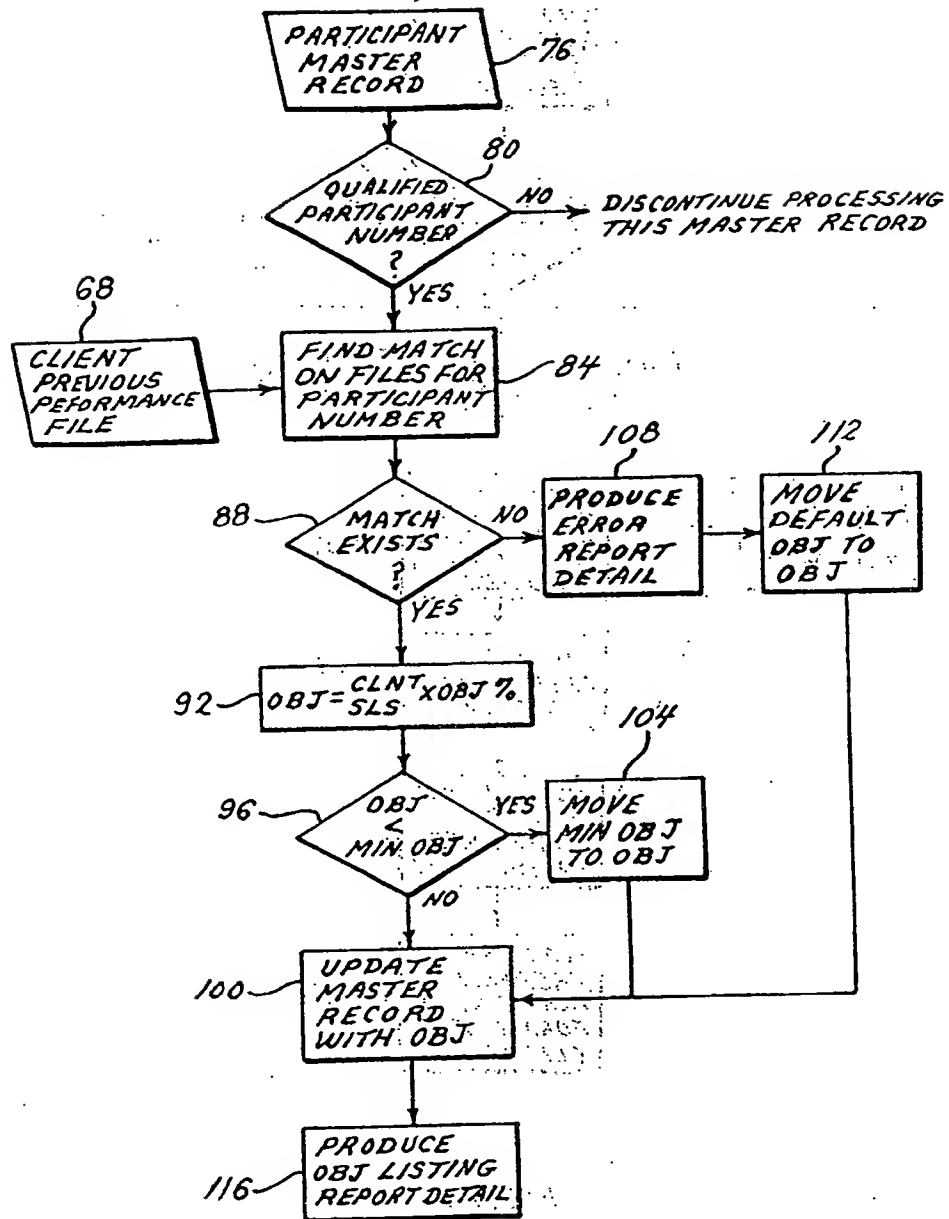 PARTICIPANT
MASTER
RECORD
76
80
QUALIFIED
PARTICIPANT
NUMBER
?
NO
DISCONTINUE PROCESSING
THIS MASTER RECORD
YES
68
CLIENT
PREVIOUS
PEFORMANCE
FILE
FIND MATCH
ON FILES FOR
PARTICIPANT
NUMBER
84
88
MATCH
EXISTS
?
NO
YES
108
PRODUCE
ERROR
REPORT
DETAIL
112
MOVE
DEFAULT
OBJ TO
OBJ
92
OBJ = CLNT SLS X OBJ %
96
OBJ
<
MIN OBJ
YES
NO
104
MOVE
MIN OBJ
TO OBJ
100
UPDATE
MASTER
RECORD
WITH OBJ
116
PRODUCE
OBJ LISTING
REPORT DETAIL